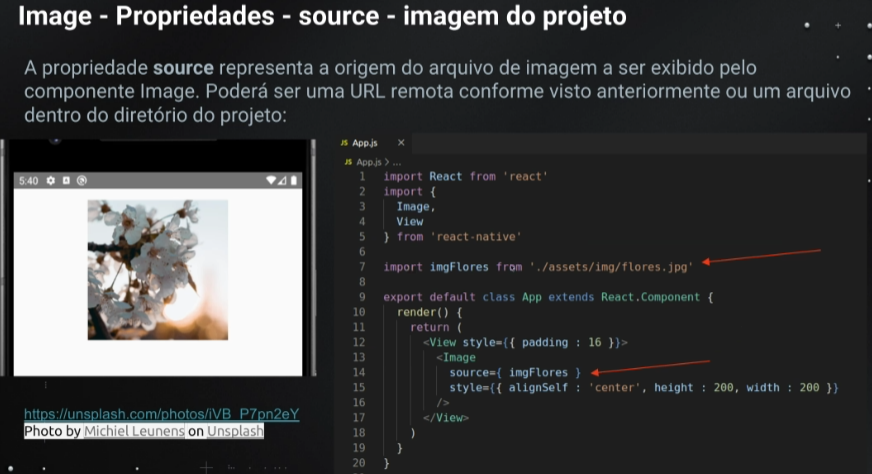 Image - Propriedades - source - imagem do projeto
A propriedade source representa a origem do arquivo de imagem a ser exibido pelo
componente Image. Poderá ser uma URL remota conforme visto anteriormente ou um arquivo
dentro do diretório do projeto:
5:40
https://unsplash.com/photos/iVB_P7pn2eY
Photo by Michiel Leunens on Unsplash
JS App.js ×
JS App.js > ...
1 import React from 'react'
2 import {
3 Image,
4 View
5 } from 'react-native'
6
7 import imgFlores from './assets/img/flores.jpg'
8
9 export default class App extends React.Component {
10 render() {
11 return (
12 <View style={{ padding : 16 }}>
13 <Image
14 source={ imgFlores }
15 style={{ alignSelf : 'center', height : 200, width : 200 }}
16 />
17 </View>
18 )
19 }
20 }